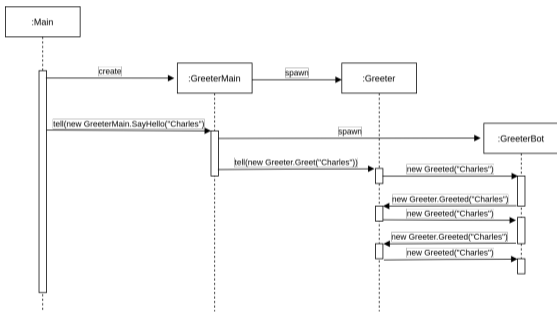 :Main
create
:GreeterMain
spawn
:Greeter
tell(new GreeterMain.SayHello("Charles")
spawn
:GreeterBot
tell(new Greeter.Greet("Charles"))
new Greeted("Charles")
new Greeter.Greeted("Charles")
new Greeted("Charles")
new Greeter.Greeted("Charles")
new Greeted("Charles")